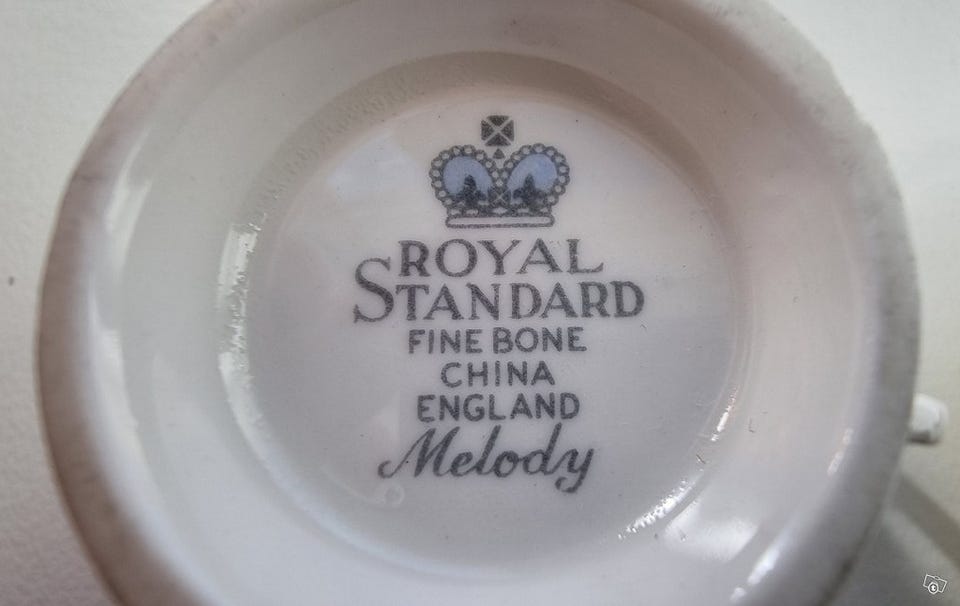 ROYAL
STANDARD
FINE BONE
CHINA
ENGLAND
Melody